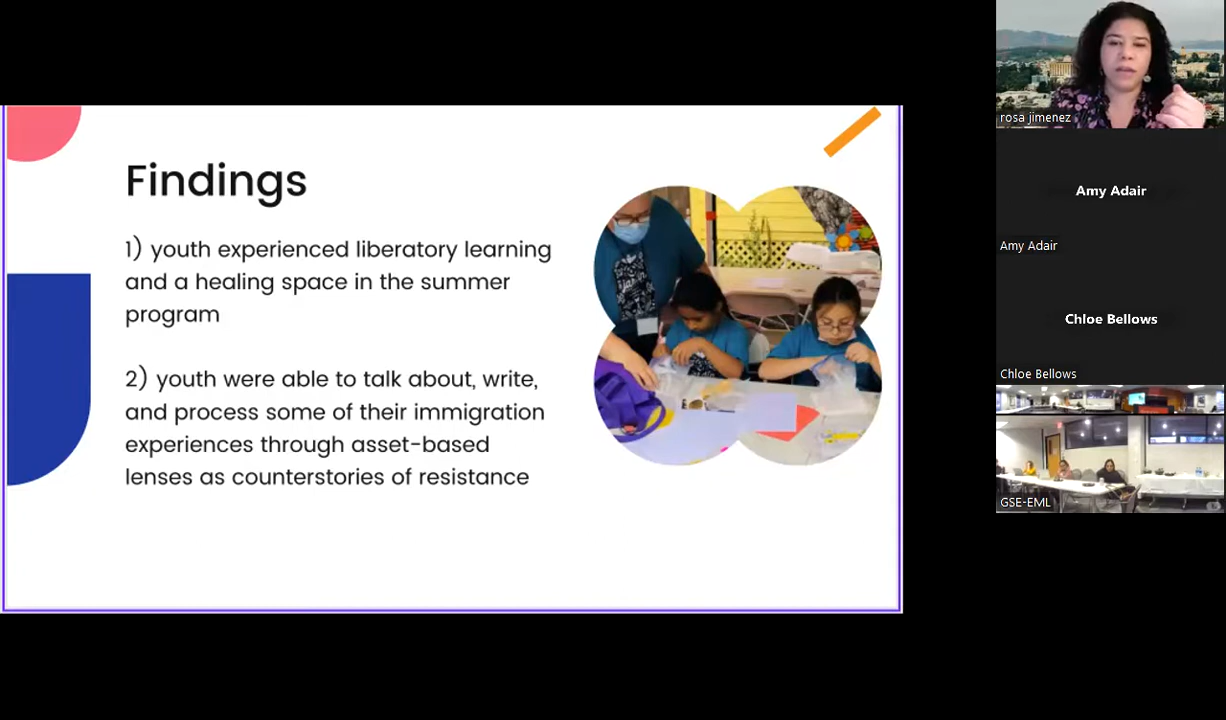 Findings
1) youth experienced liberatory learning
and a healing space in the summer
program
2) youth were able to talk about, write,
and process some of their immigration
experiences through asset-based
lenses as counterstories of resistance
rosa jimenez
Amy Adair
Amy Adair
Chloe Bellows
Chloe Bellows
GSE-EML